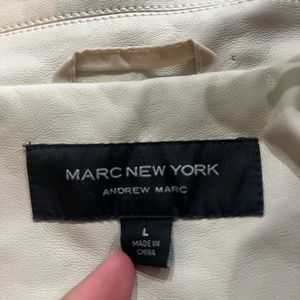 MARC NEW YORK
ANDREW MARC
L
MADE IN
CHINA